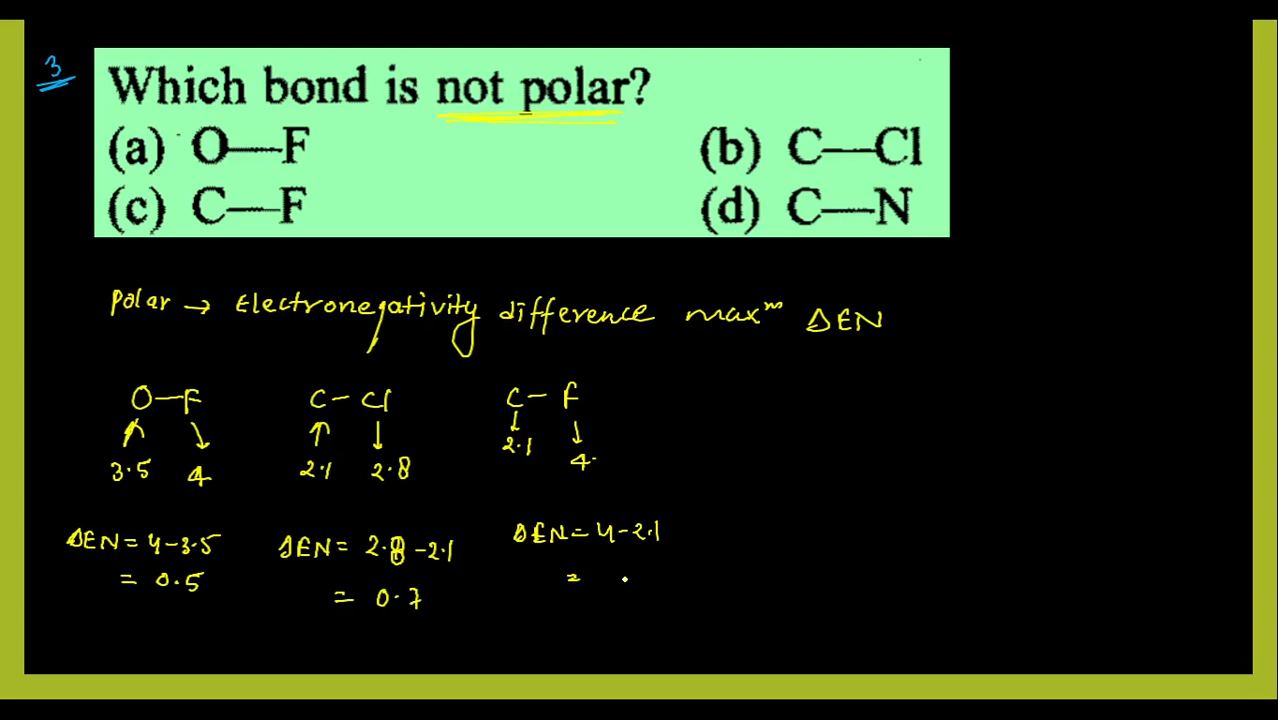 3
Which bond is not polar?
(a) O—F (b) C—Cl
(c) C—F (d) C—N
Polar → Electronegativity difference maxᵐ ΔEN
O—F C–Cl C–F
3.5 4 2.1 2.8 2.1 4
ΔEN = 4-3.5 ΔEN = 2.8-2.1 ΔEN = 4-2.1
= 0.5 = 0.7 =